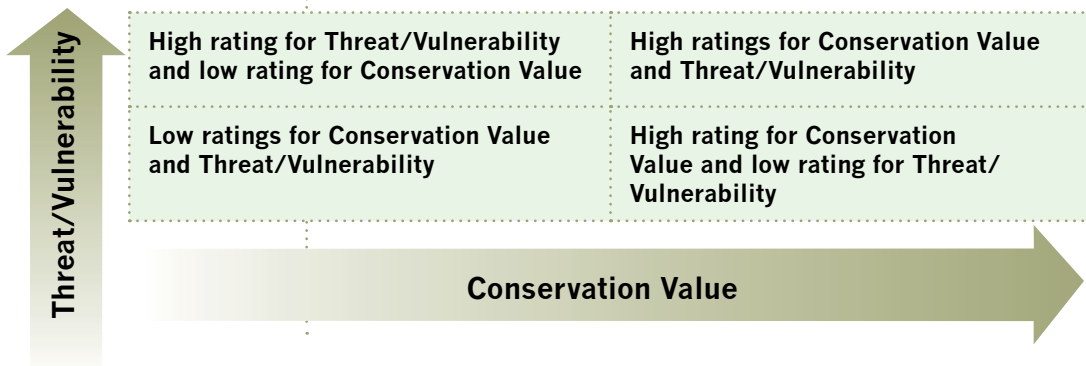 Threat/Vulnerability
High rating for Threat/Vulnerability
and low rating for Conservation Value
High ratings for Conservation Value
and Threat/Vulnerability
Low ratings for Conservation Value
and Threat/Vulnerability
High rating for Conservation
Value and low rating for Threat/
Vulnerability
Conservation Value